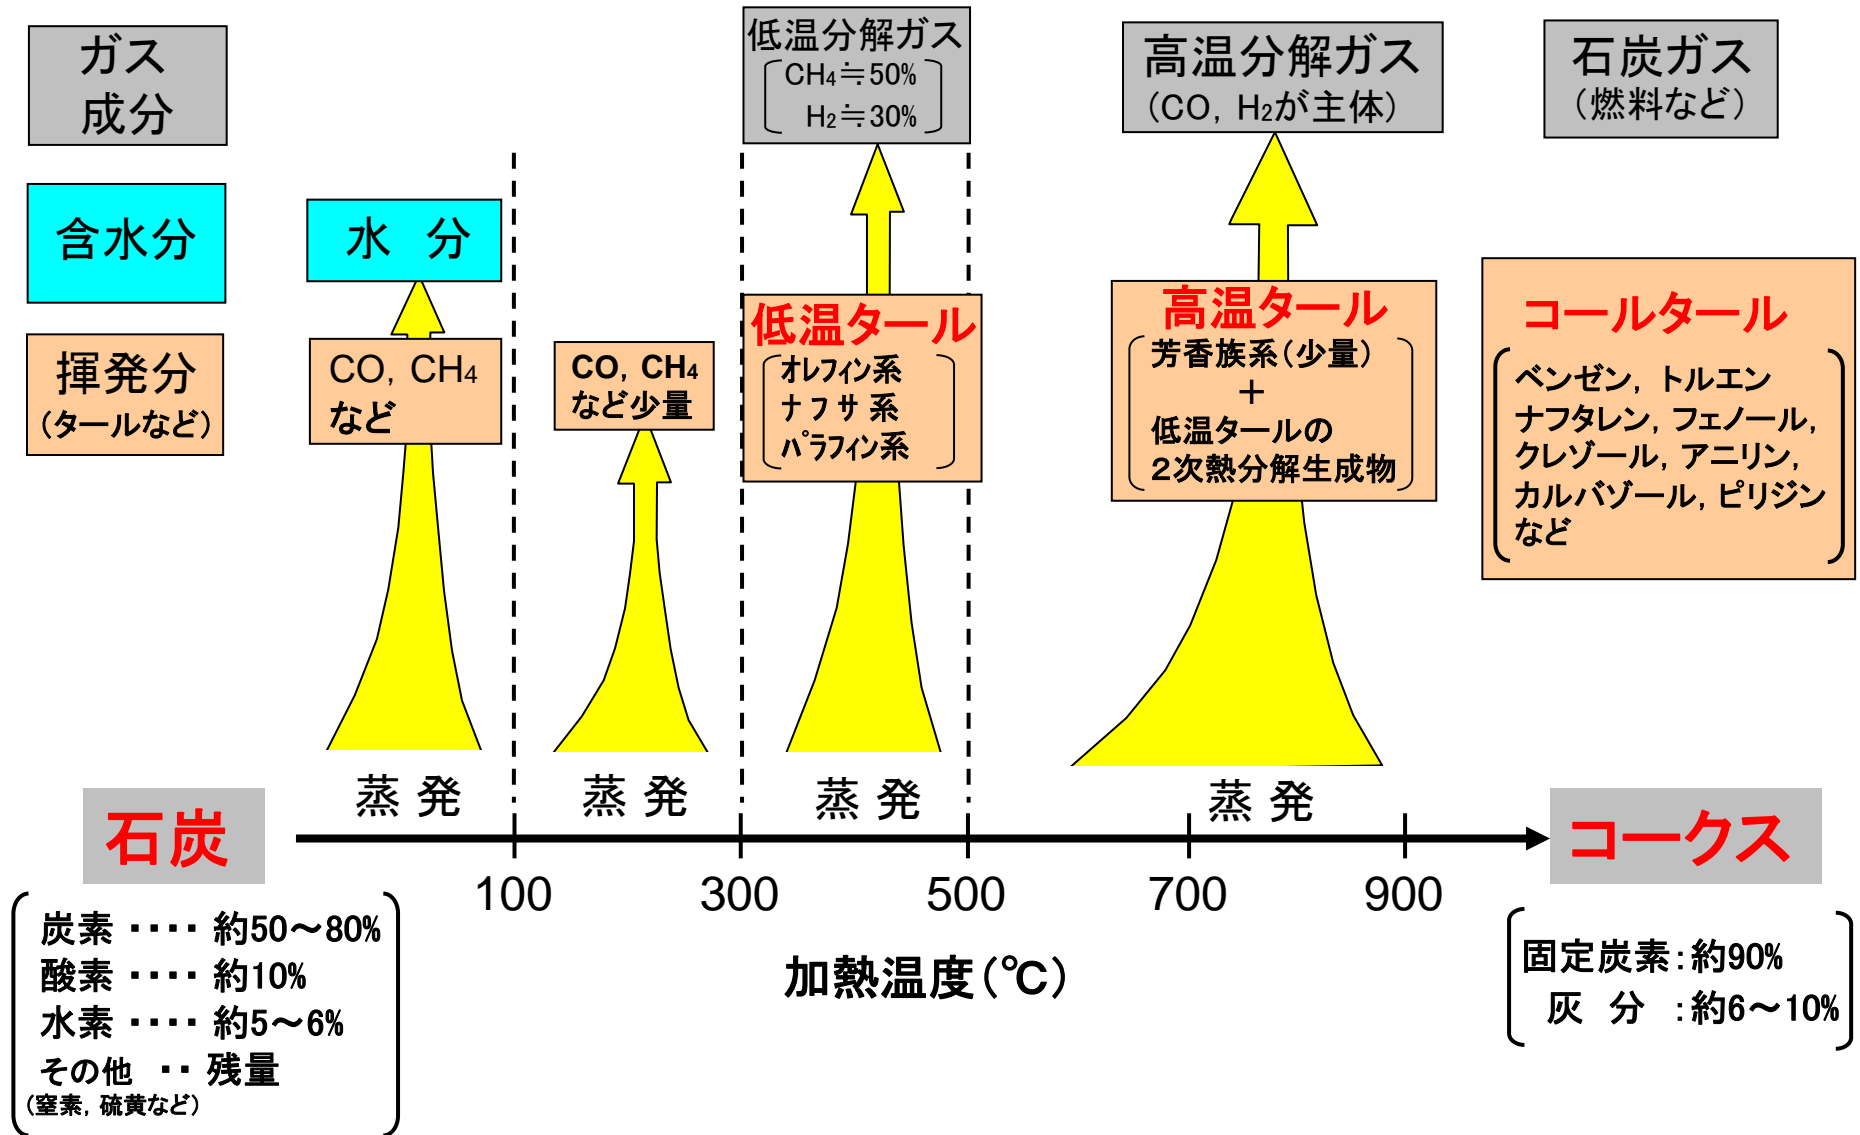 ガス
成分
低温分解ガス
CH4≒50%
H2≒30%
高温分解ガス
(CO, H2が主体)
石炭ガス
(燃料など)
含水分
水 分
揮発分
(タールなど)
CO, CH4
など
CO, CH4
など少量
低温タール
オレフィン系
ナフサ系
パラフィン系
高温タール
芳香族系(少量)
+
低温タールの
2次熱分解生成物
コールタール
ベンゼン, トルエン
ナフタレン, フェノール,
クレゾール, アニリン,
カルバゾール, ピリジン
など
蒸 発
蒸 発
蒸 発
蒸 発
石炭
コークス
100
300
500
700
900
加熱温度(℃)
炭素 ････ 約50~80%
酸素 ････ 約10%
水素 ････ 約5~6%
その他 ･･ 残量
(窒素, 硫黄など)
固定炭素:約90%
灰 分 :約6~10%